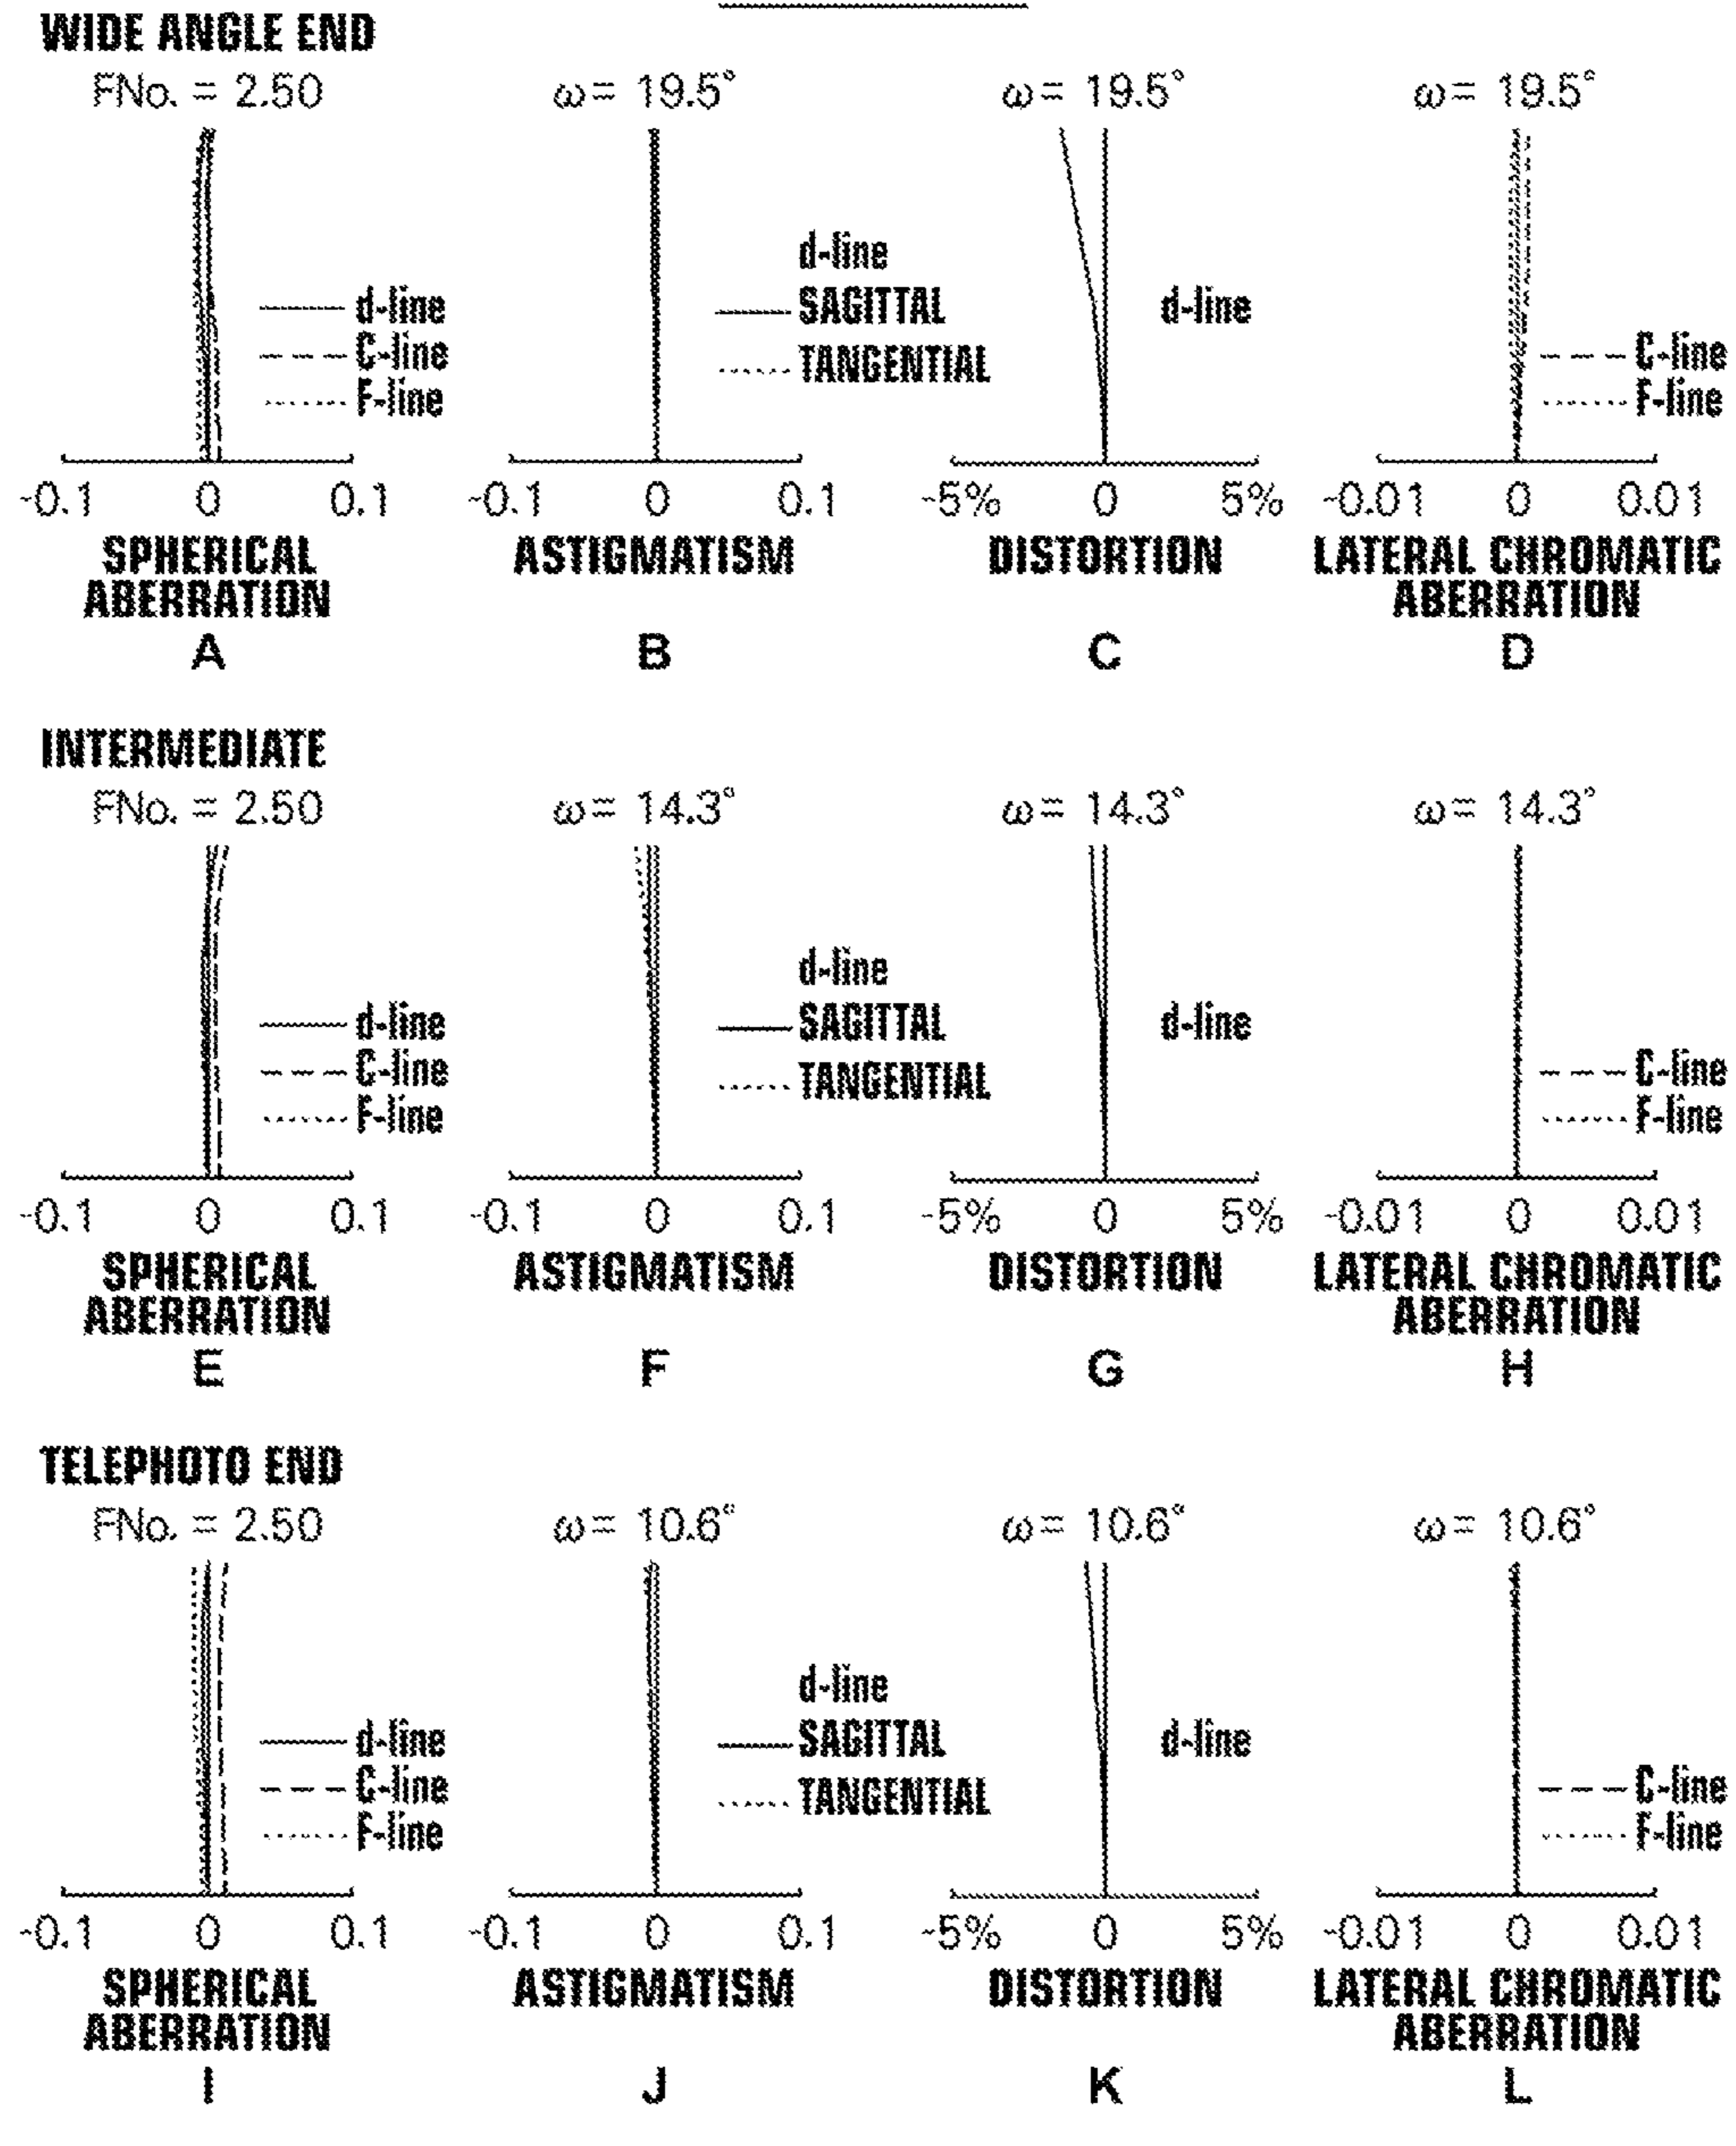 WIDE ANGLE END
FNo. = 2.50
ω= 19.5°
ω= 19.5°
ω= 19.5°
d-line
C-line
F-line
d-line
SAGITTAL
TANGENTIAL
d-line
C-line
F-line
-0.1 0 0.1
-0.1 0 0.1
-5% 0 5%
-0.01 0 0.01
SPHERICAL
ABERRATION
ASTIGMATISM
DISTORTION
LATERAL CHROMATIC
ABERRATION
A
B
C
D
INTERMEDIATE
FNo. = 2.50
ω= 14.3°
ω= 14.3°
ω= 14.3°
d-line
C-line
F-line
d-line
SAGITTAL
TANGENTIAL
d-line
C-line
F-line
-0.1 0 0.1
-0.1 0 0.1
-5% 0 5%
-0.01 0 0.01
SPHERICAL
ABERRATION
ASTIGMATISM
DISTORTION
LATERAL CHROMATIC
ABERRATION
E
F
G
H
TELEPHOTO END
FNo. = 2.50
ω= 10.6°
ω= 10.6°
ω= 10.6°
d-line
C-line
F-line
d-line
SAGITTAL
TANGENTIAL
d-line
C-line
F-line
-0.1 0 0.1
-0.1 0 0.1
-5% 0 5%
-0.01 0 0.01
SPHERICAL
ABERRATION
ASTIGMATISM
DISTORTION
LATERAL CHROMATIC
ABERRATION
I
J
K
L